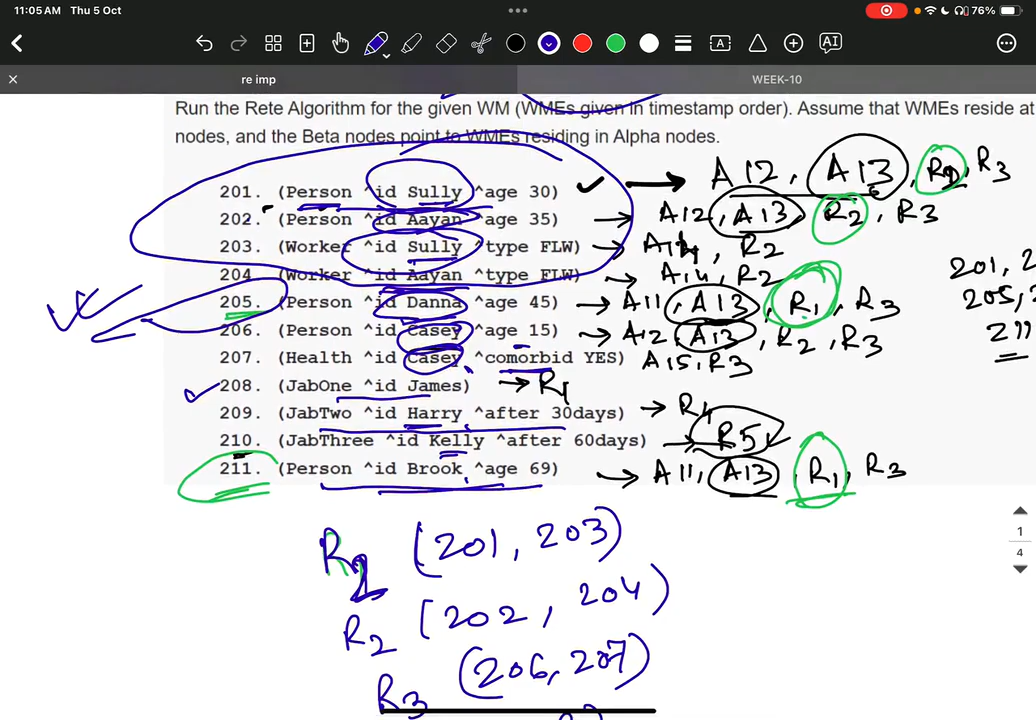 11:05 AM Thu 5 Oct 76%
re imp WEEK-10
Run the Rete Algorithm for the given WM (WMEs given in timestamp order). Assume that WMEs reside at
nodes, and the Beta nodes point to WMEs residing in Alpha nodes.
201. (Person ^id Sully ^age 30) → A12, A13, R2, R3
202. (Person ^id Aayan ^age 35) → A12, A13, R2, R3
203. (Worker ^id Sully ^type FLW) → A14, R2
204. (Worker ^id Aayan ^type FLW) → A14, R2
205. (Person ^id Danna ^age 45) → A11, A13, R1, R3
206. (Person ^id Casey ^age 15) → A12, A13, R2, R3
207. (Health ^id Casey ^comorbid YES) A15, R3
208. (JabOne ^id James) → R4
209. (JabTwo ^id Harry ^after 30days) → R4
210. (JabThree ^id Kelly ^after 60days) → R5
211. (Person ^id Brook ^age 69) → A11, A13, R1, R3
201, 2
205,
211
R2 (201, 203)
R2 (202, 204)
R3 (206, 207)
1
4